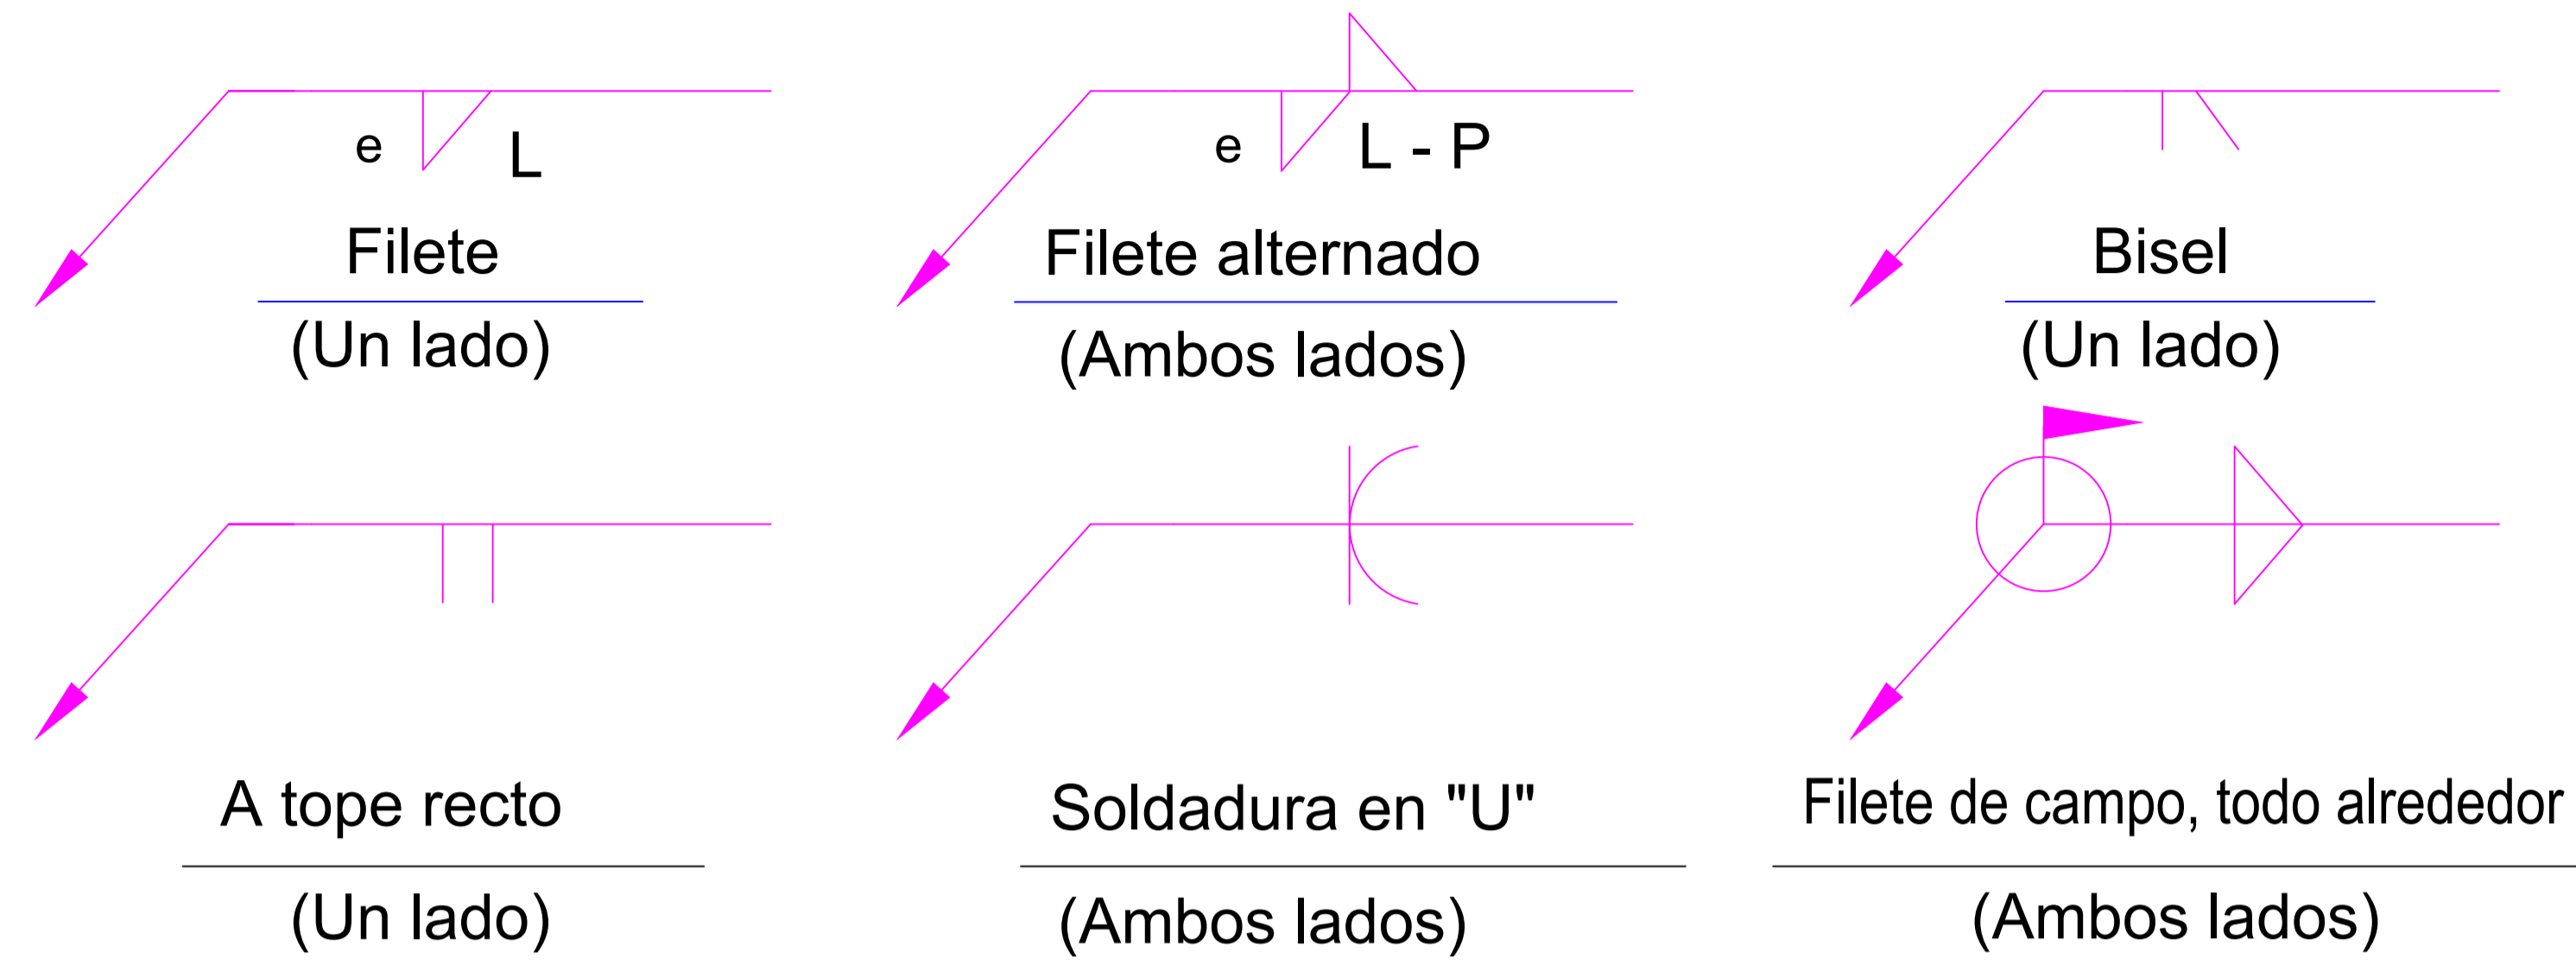 e L
Filete
(Un lado)
e L - P
Filete alternado
(Ambos lados)
Bisel
(Un lado)
A tope recto
(Un lado)
Soldadura en "U"
(Ambos lados)
Filete de campo, todo alrededor
(Ambos lados)